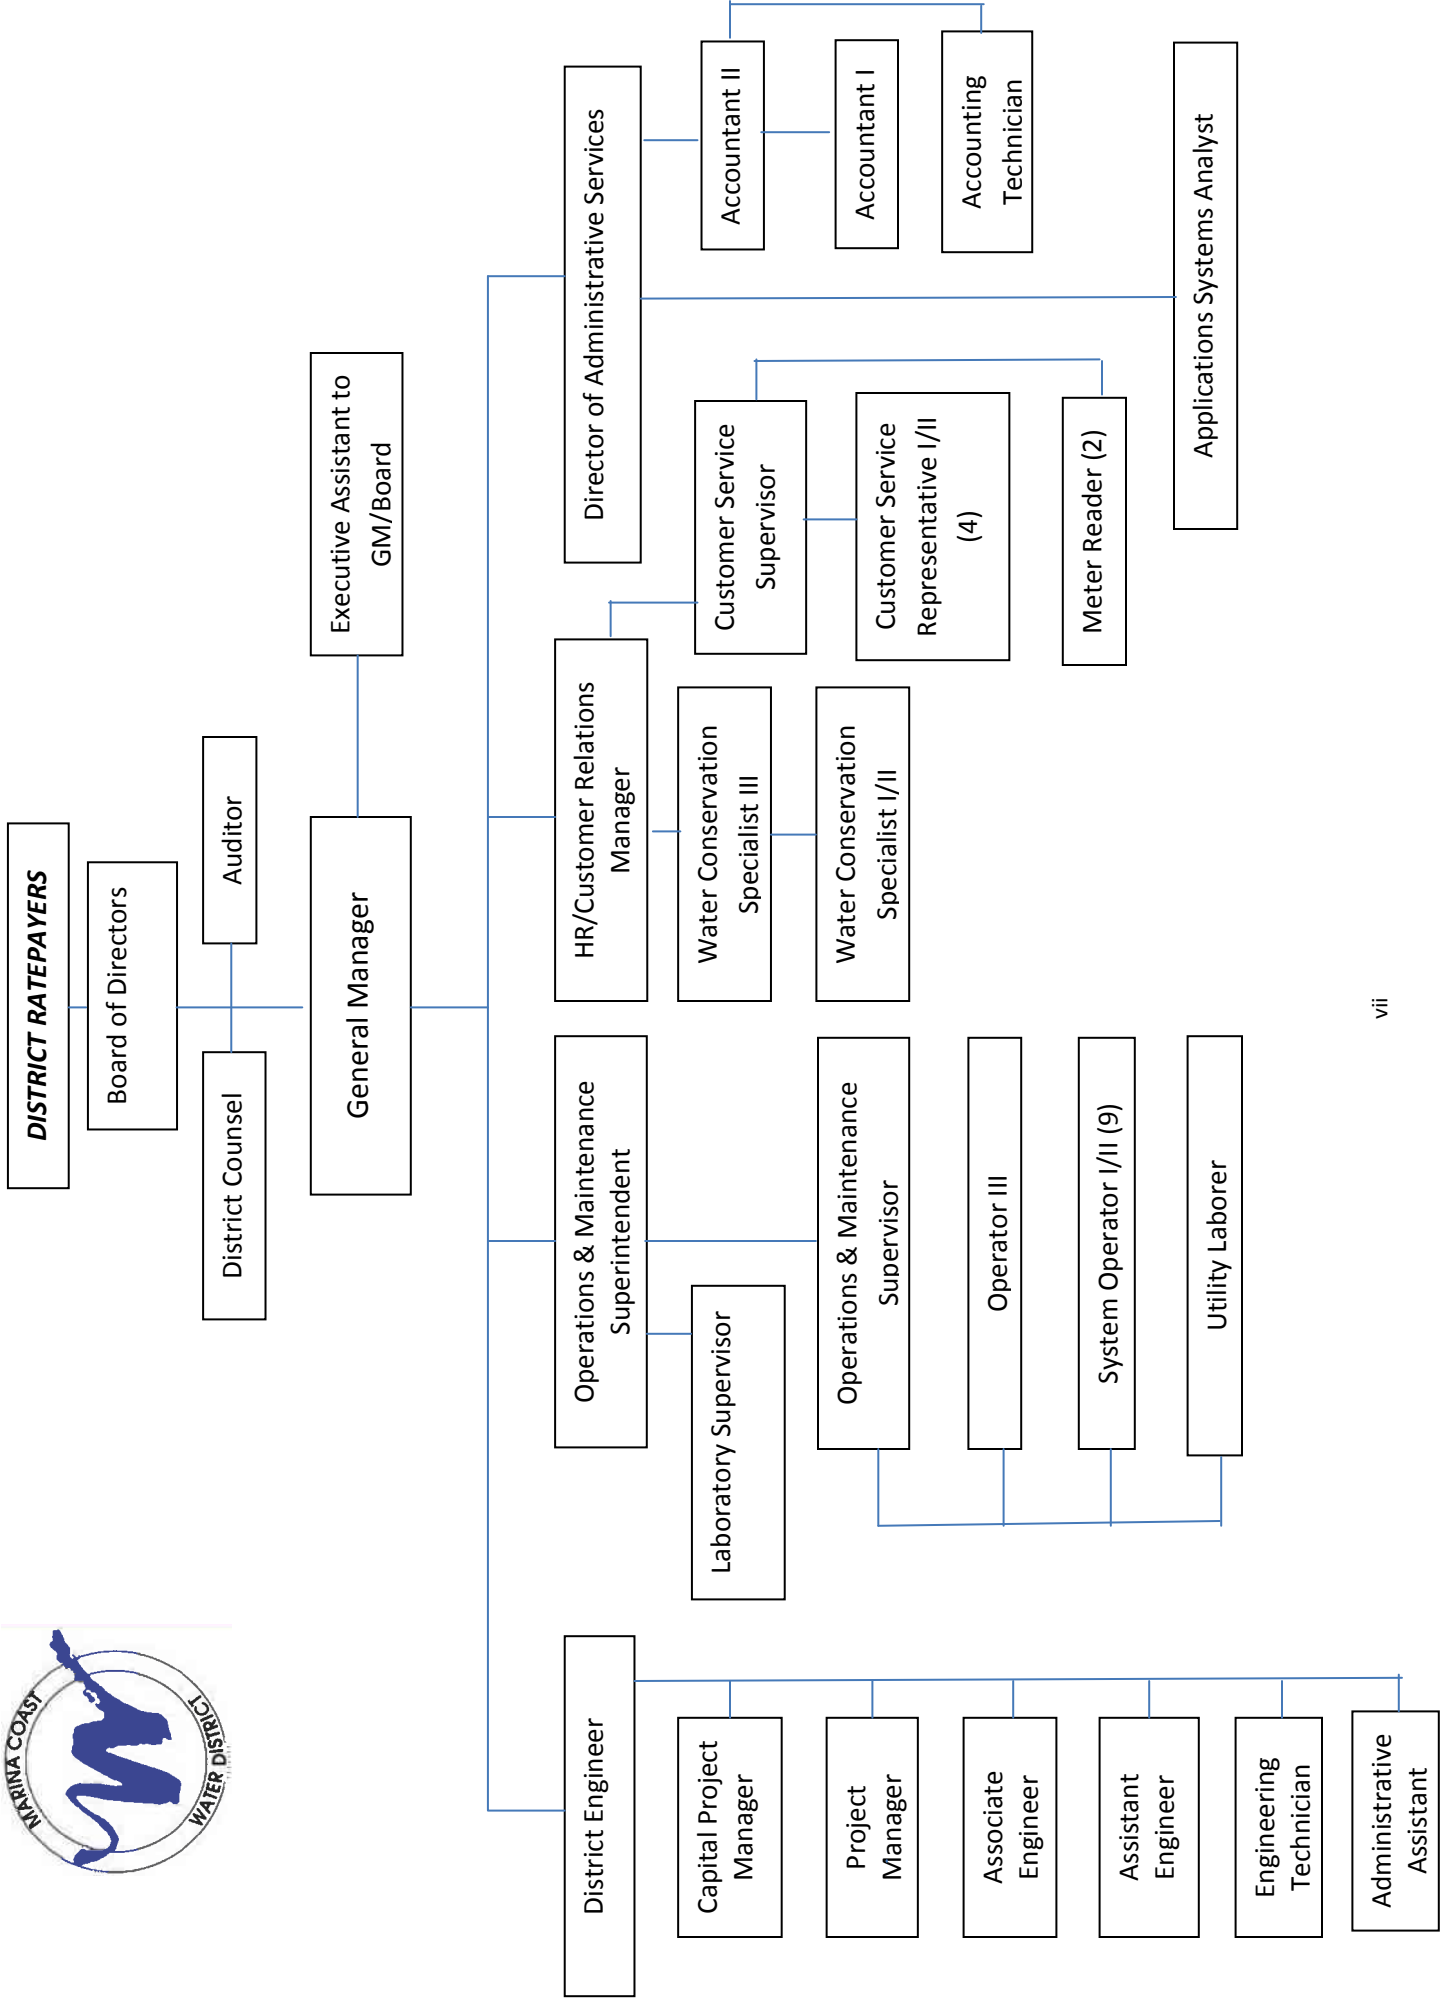 MARINA COAST
WATER DISTRICT
DISTRICT RATEPAYERS
Board of Directors
District Counsel
Auditor
General Manager
Executive Assistant to
GM/Board
District Engineer
Capital Project
Manager
Project
Manager
Associate
Engineer
Assistant
Engineer
Engineering
Technician
Administrative
Assistant
Operations & Maintenance
Superintendent
Laboratory Supervisor
Operations & Maintenance
Supervisor
Operator III
System Operator I/II (9)
Utility Laborer
HR/Customer Relations
Manager
Water Conservation
Specialist III
Water Conservation
Specialist I/II
Customer Service
Supervisor
Customer Service
Representative I/II
(4)
Meter Reader (2)
Director of Administrative Services
Accountant II
Accountant I
Accounting
Technician
Applications Systems Analyst
vii